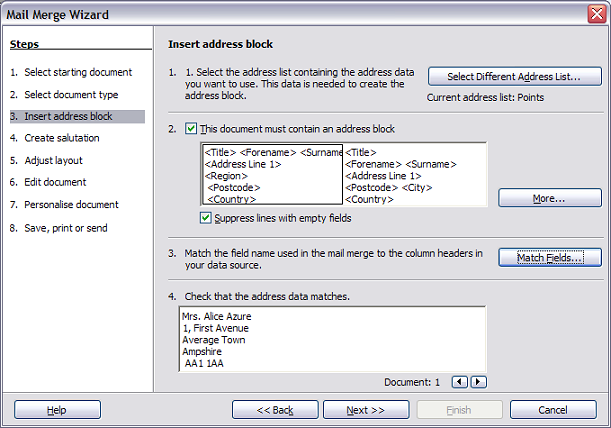 Mail Merge Wizard
Steps
1. Select starting document
2. Select document type
3. Insert address block
4. Create salutation
5. Adjust layout
6. Edit document
7. Personalise document
8. Save, print or send
Insert address block
1. 1. Select the address list containing the address data
you want to use. This data is needed to create the
address block.
Select Different Address List...
Current address list: Points
2. This document must contain an address block
<Title> <Forename> <Surname
<Address Line 1>
<Region>
<Postcode>
<Country>
<Title>
<Forename> <Surname>
<Address Line 1>
<Postcode> <City>
<Country>
More...
Suppress lines with empty fields
3. Match the field name used in the mail merge to the column headers in
your data source.
Match Fields...
4. Check that the address data matches.
Mrs. Alice Azure
1, First Avenue
Average Town
Ampshire
AA1 1AA
Document: 1
Help
<< Back
Next >>
Finish
Cancel